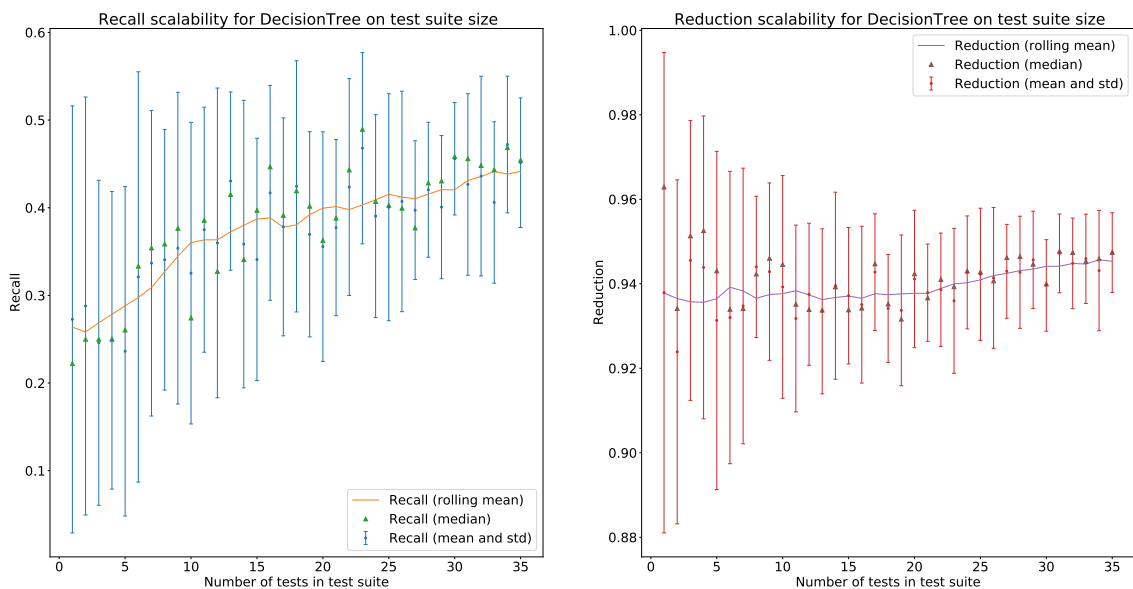 Recall scalability for DecisionTree on test suite size
0.6
0.5
0.4
0.3
0.2
0.1
Recall
Recall (rolling mean)
Recall (median)
Recall (mean and std)
0 5 10 15 20 25 30 35
Number of tests in test suite
Reduction scalability for DecisionTree on test suite size
1.00
0.98
0.96
0.94
0.92
0.90
0.88
Reduction
Reduction (rolling mean)
Reduction (median)
Reduction (mean and std)
0 5 10 15 20 25 30 35
Number of tests in test suite